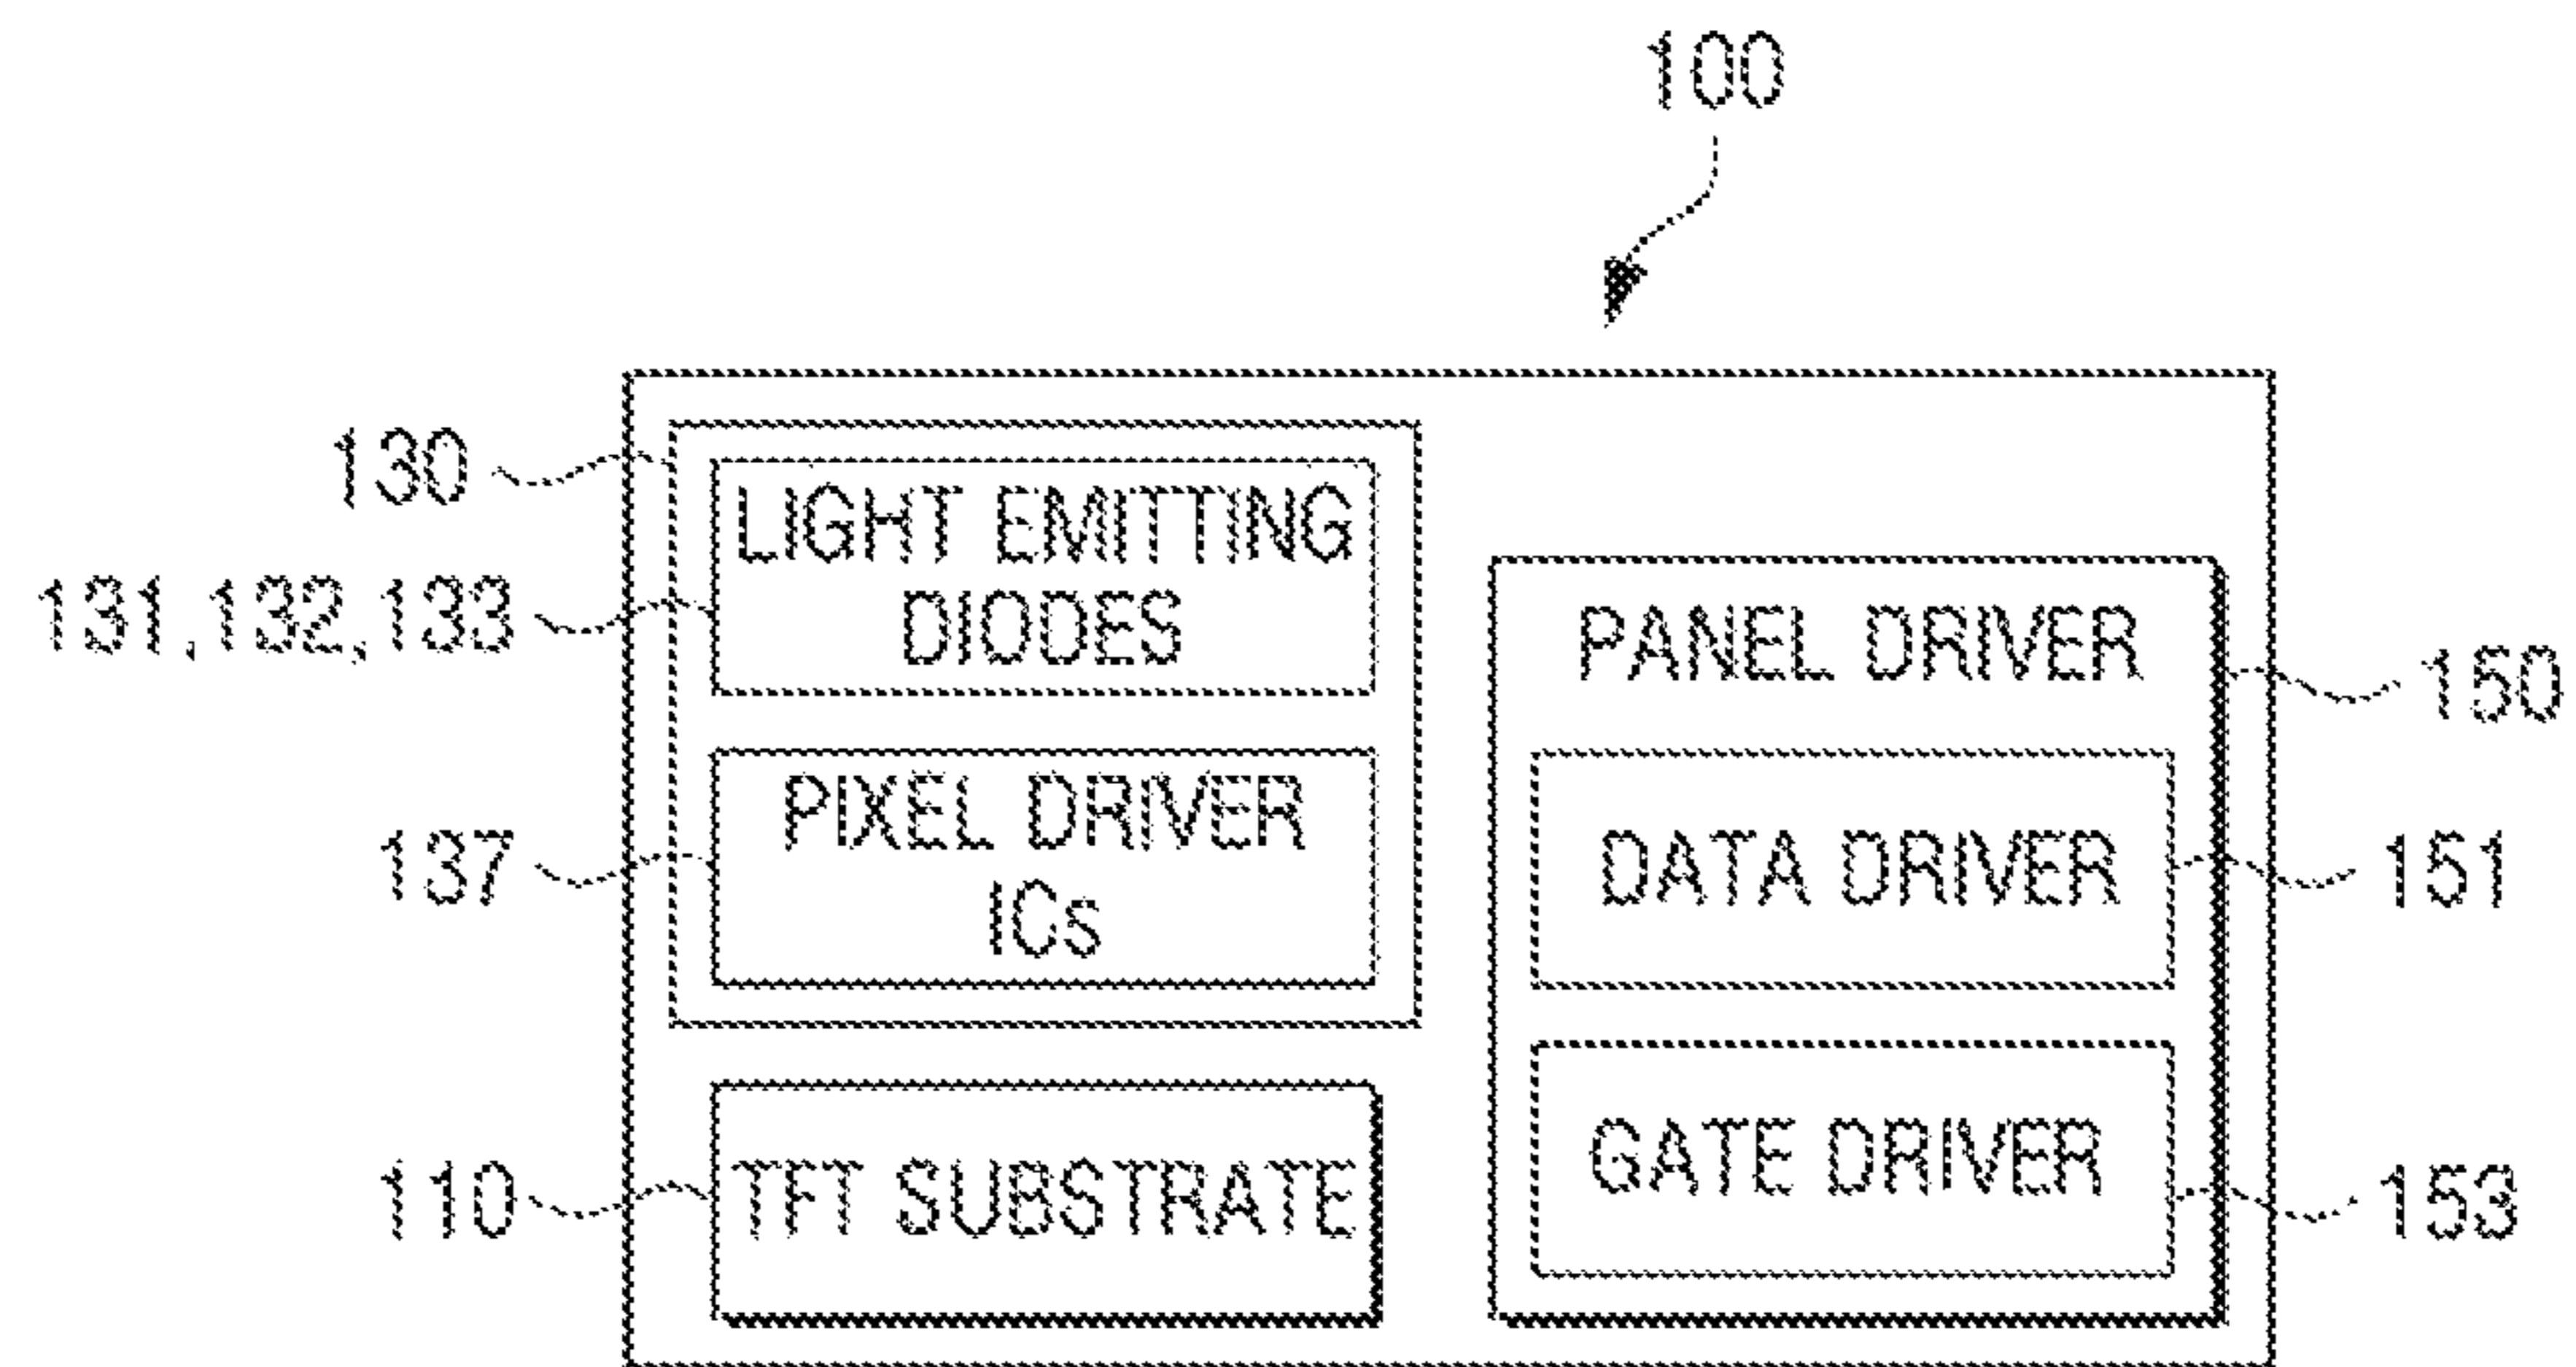 100
130
LIGHT EMITTING
DIODES
131,132,133
PANEL DRIVER
150
PIXEL DRIVER
ICs
137
DATA DRIVER
151
TFT SUBSTRATE
110
GATE DRIVER
153